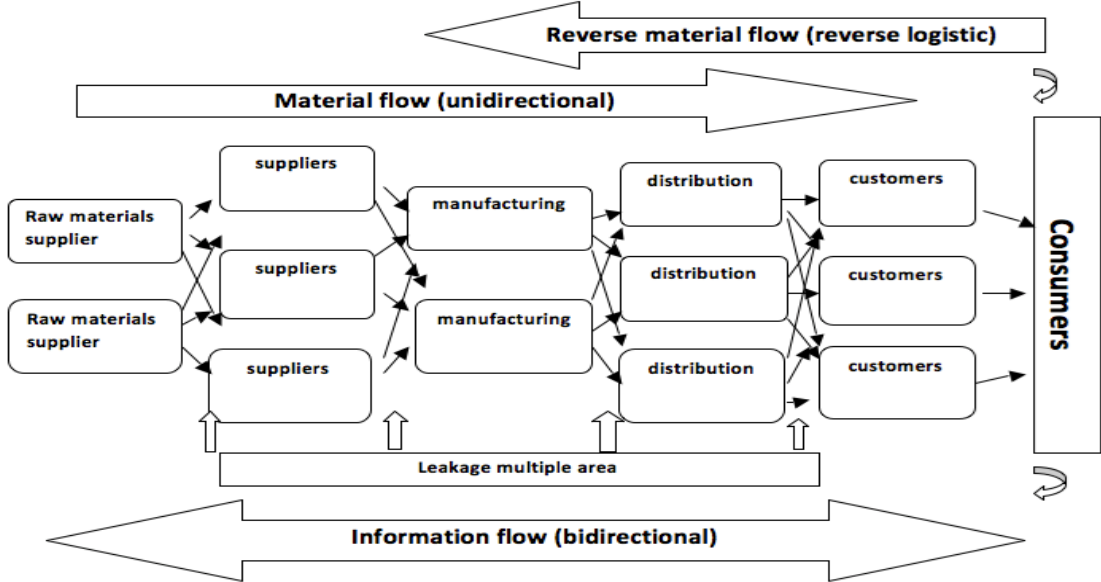 Reverse material flow (reverse logistic)
Material flow (unidirectional)
Raw materials
supplier
Raw materials
supplier
suppliers
suppliers
suppliers
manufacturing
manufacturing
distribution
distribution
distribution
customers
customers
customers
Consumers
Leakage multiple area
Information flow (bidirectional)